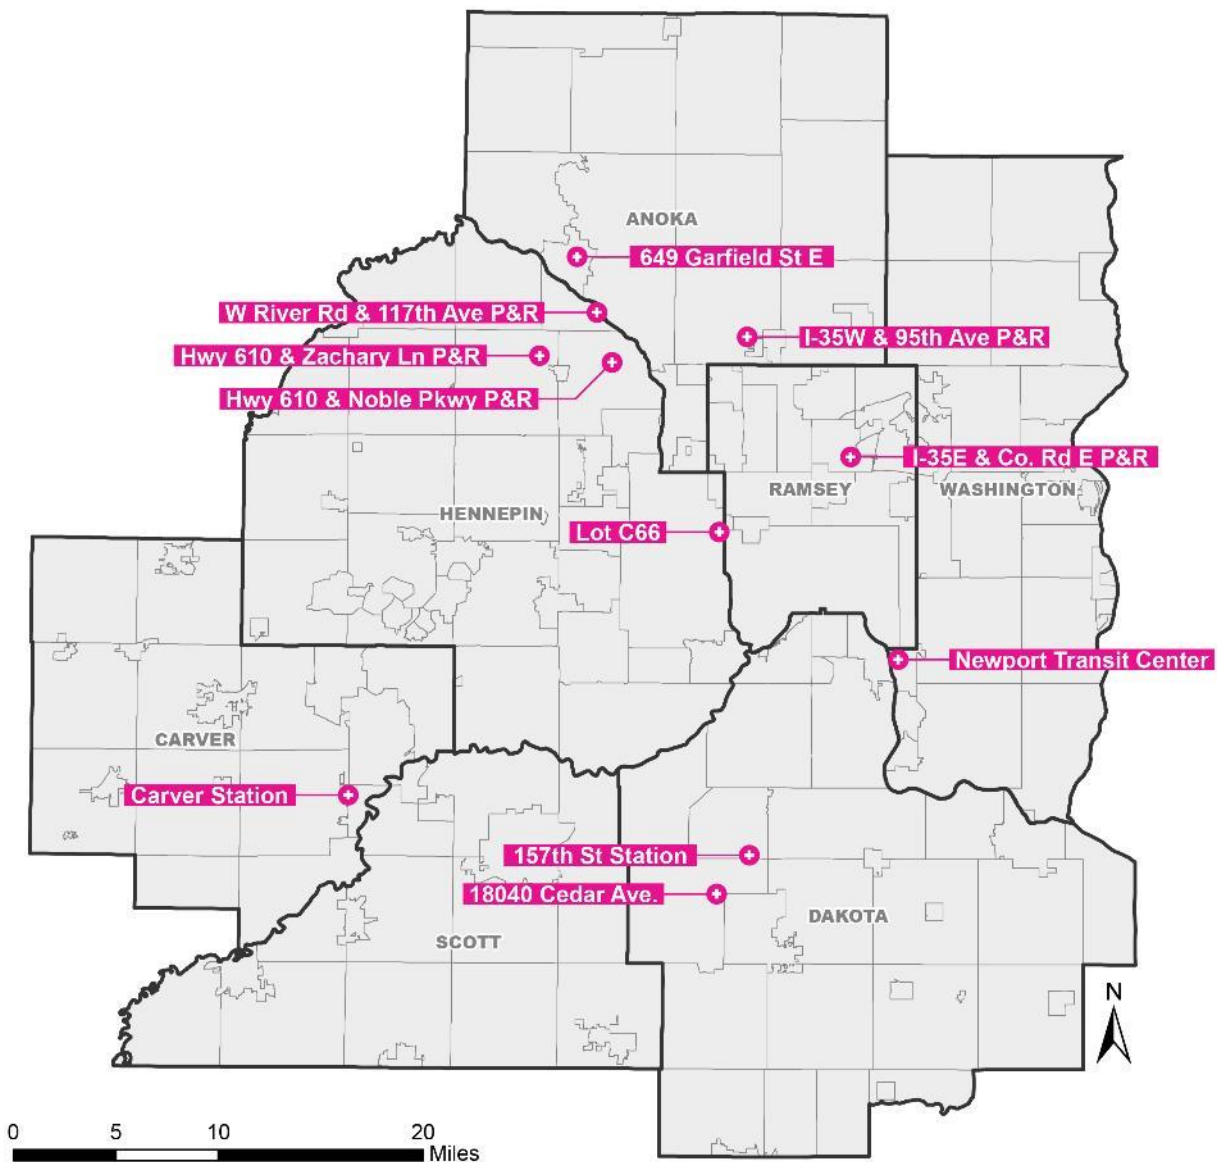 ANOKA
649 Garfield St E
W River Rd & 117th Ave P&R
I-35W & 95th Ave P&R
Hwy 610 & Zachary Ln P&R
Hwy 610 & Noble Pkwy P&R
I-35E & Co. Rd E P&R
RAMSEY
WASHINGTON
HENNEPIN
Lot C66
Newport Transit Center
CARVER
Carver Station
157th St Station
18040 Cedar Ave.
DAKOTA
SCOTT
N
0 5 10 20
Miles